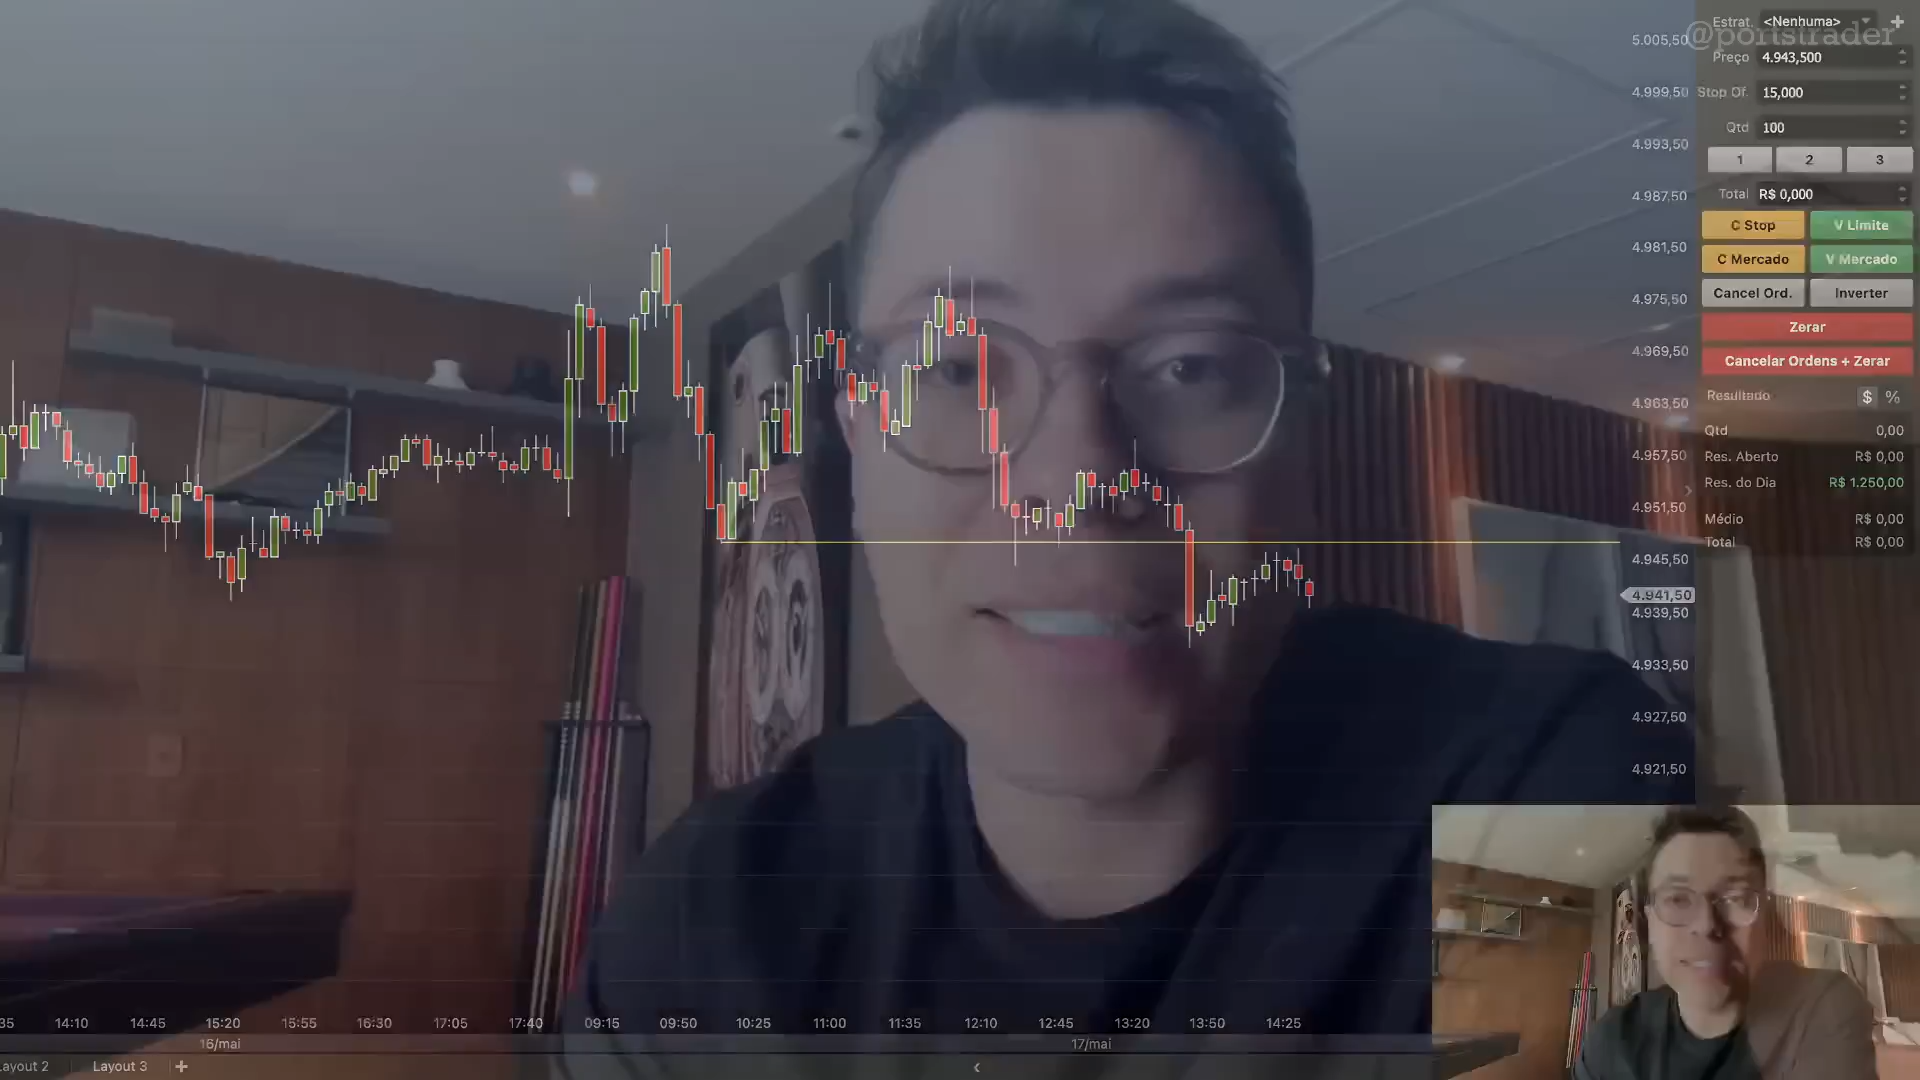 Estrat. <Nenhuma>
@portstrader
5.005,50
Preço 4.943,500
4.999,50 Stop Of. 15,000
Qtd 100
4.993,50
1 2 3
4.987,50 Total R$ 0,000
C Stop V Limite
4.981,50
C Mercado V Mercado
Cancel Ord. Inverter
4.975,50
Zerar
4.969,50
Cancelar Ordens + Zerar
Resultado $ %
4.963,50
Qtd 0,00
4.957,50 Res. Aberto R$ 0,00
Res. do Dia R$ 1.250,00
4.951,50
Médio R$ 0,00
Total R$ 0,00
4.945,50
4.941,50
4.939,50
4.933,50
4.927,50
4.921,50
35 14:10 14:45 15:20 15:55 16:30 17:05 17:40 09:15 09:50 10:25 11:00 11:35 12:10 12:45 13:20 13:50 14:25
16/mai 17/mai
ayout 2 Layout 3 +